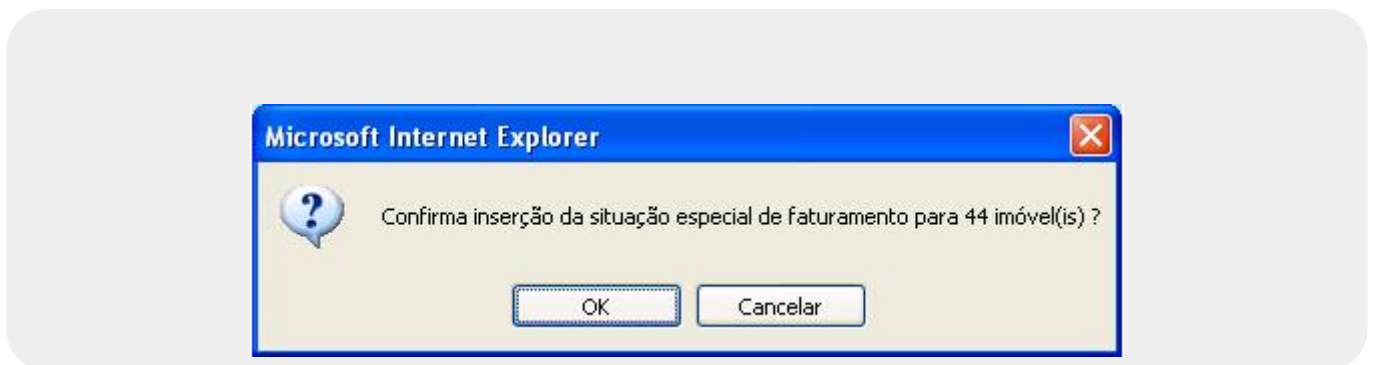 Microsoft Internet Explorer
Confirma inserção da situação especial de faturamento para 44 imóvel(is) ?
OK
Cancelar